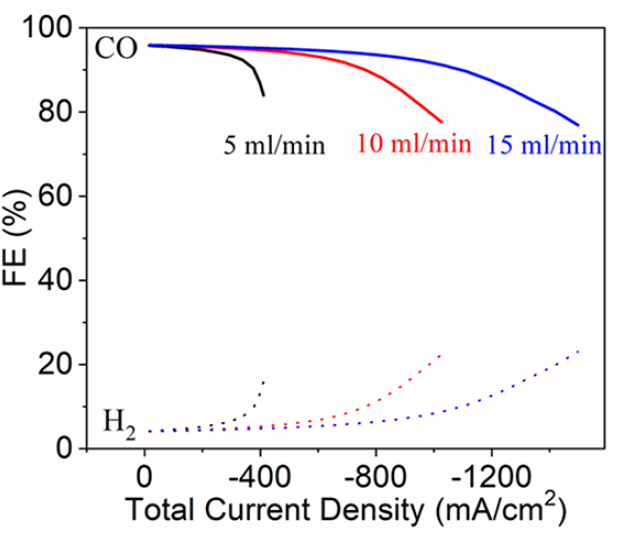 100
CO
80
5 ml/min 10 ml/min 15 ml/min
60
FE (%)
40
20
H₂
0
0 -400 -800 -1200
Total Current Density (mA/cm²)